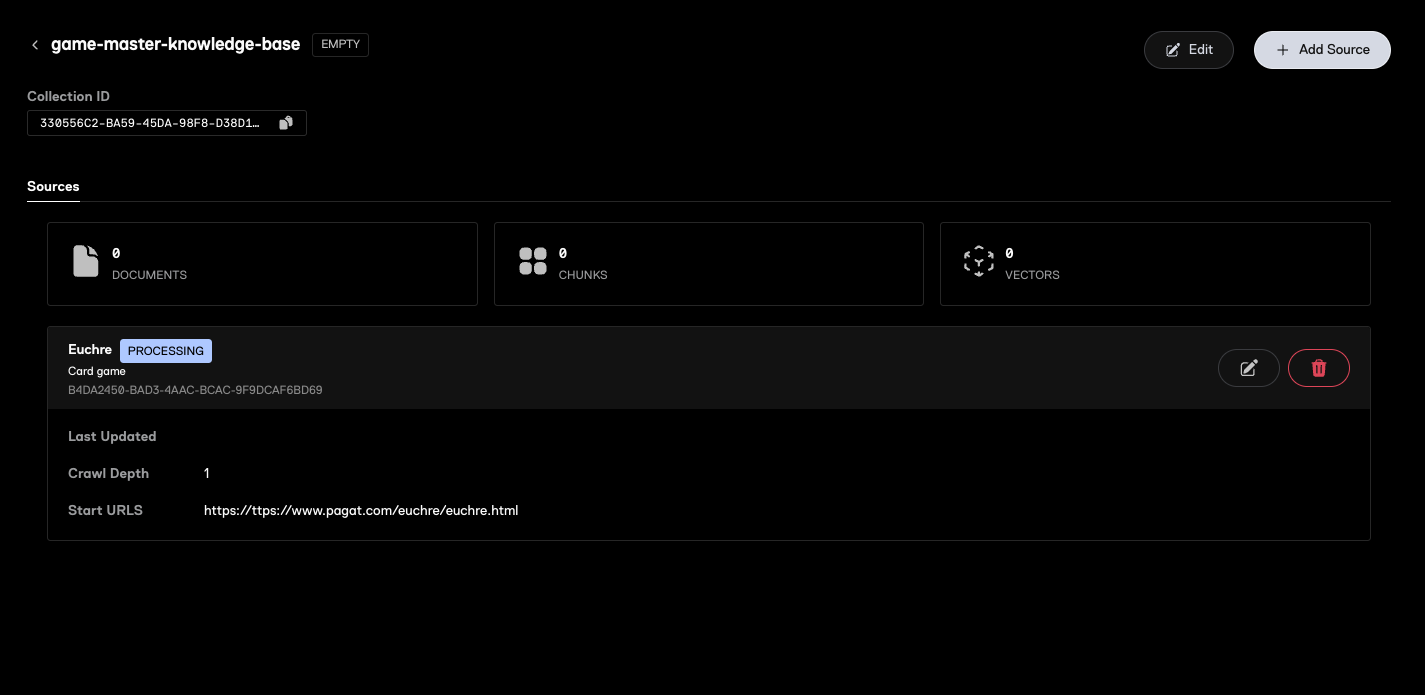 game-master-knowledge-base EMPTY
Edit
Add Source
Collection ID
330556C2-BA59-45DA-98F8-D38D1…
Sources
0
DOCUMENTS
0
CHUNKS
0
VECTORS
Euchre PROCESSING
Card game
B4DA2450-BAD3-4AAC-BCAC-9F9DCAF6BD69
Last Updated
Crawl Depth 1
Start URLS https://ttps://www.pagat.com/euchre/euchre.html